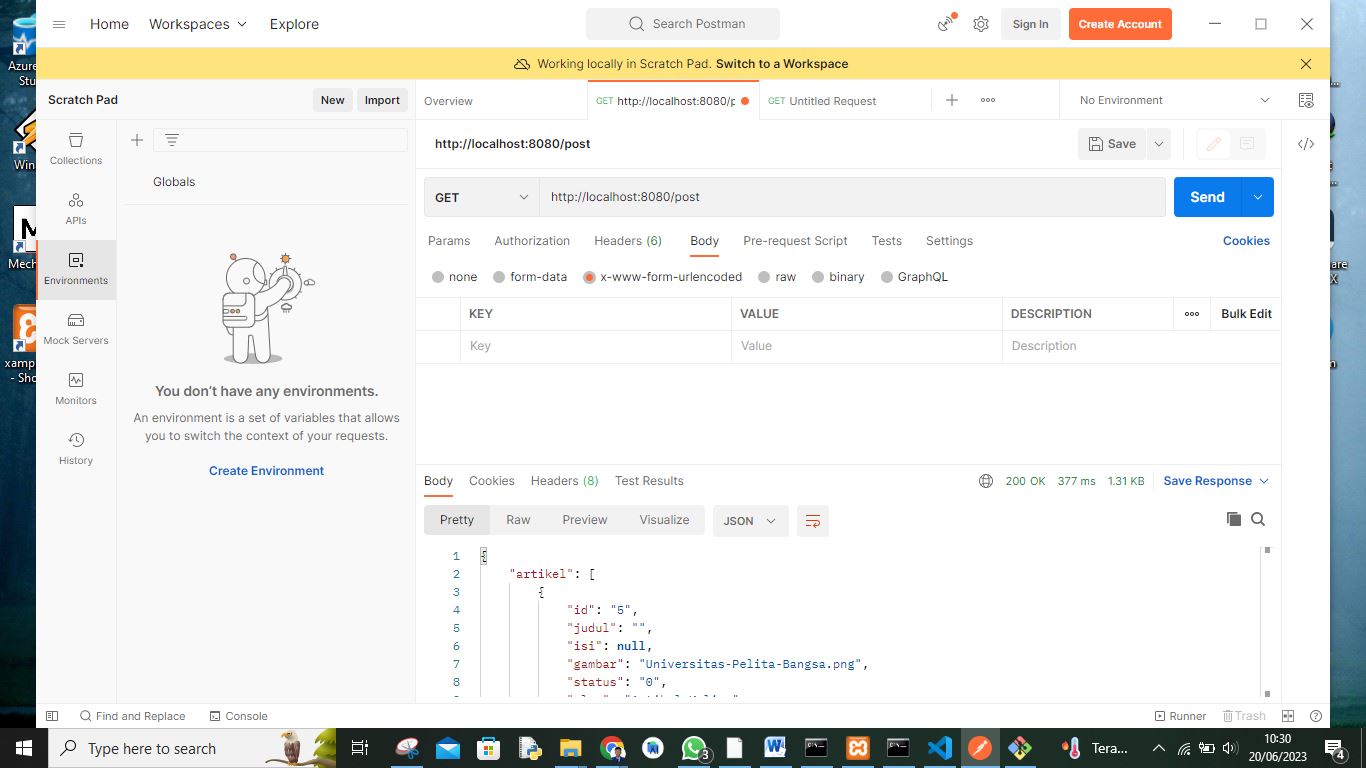 Home
Workspaces
Explore
Search Postman
Sign In
Create Account
Working locally in Scratch Pad. Switch to a Workspace
Scratch Pad
New
Import
Overview
GET http://localhost:8080/p
GET Untitled Request
No Environment
Collections
APIs
Environments
Mock Servers
Monitors
History
Globals
You don't have any environments.
An environment is a set of variables that allows
you to switch the context of your requests.
Create Environment
http://localhost:8080/post
Save
GET
http://localhost:8080/post
Send
Params Authorization Headers (6) Body Pre-request Script Tests Settings
Cookies
none form-data x-www-form-urlencoded raw binary GraphQL
KEY VALUE DESCRIPTION
Bulk Edit
Key Value Description
Body Cookies Headers (8) Test Results
200 OK 377 ms 1.31 KB
Save Response
Pretty Raw Preview Visualize JSON
1 {
2 "artikel": [
3 {
4 "id": "5",
5 "judul": "",
6 "isi": null,
7 "gambar": "Universitas-Pelita-Bangsa.png",
8 "status": "0",
Find and Replace
Console
Runner
Trash
Azure
Stu
Win
Mech
xamp
- Sho
Type here to search
3
Tera...
10:30
20/06/2023
4